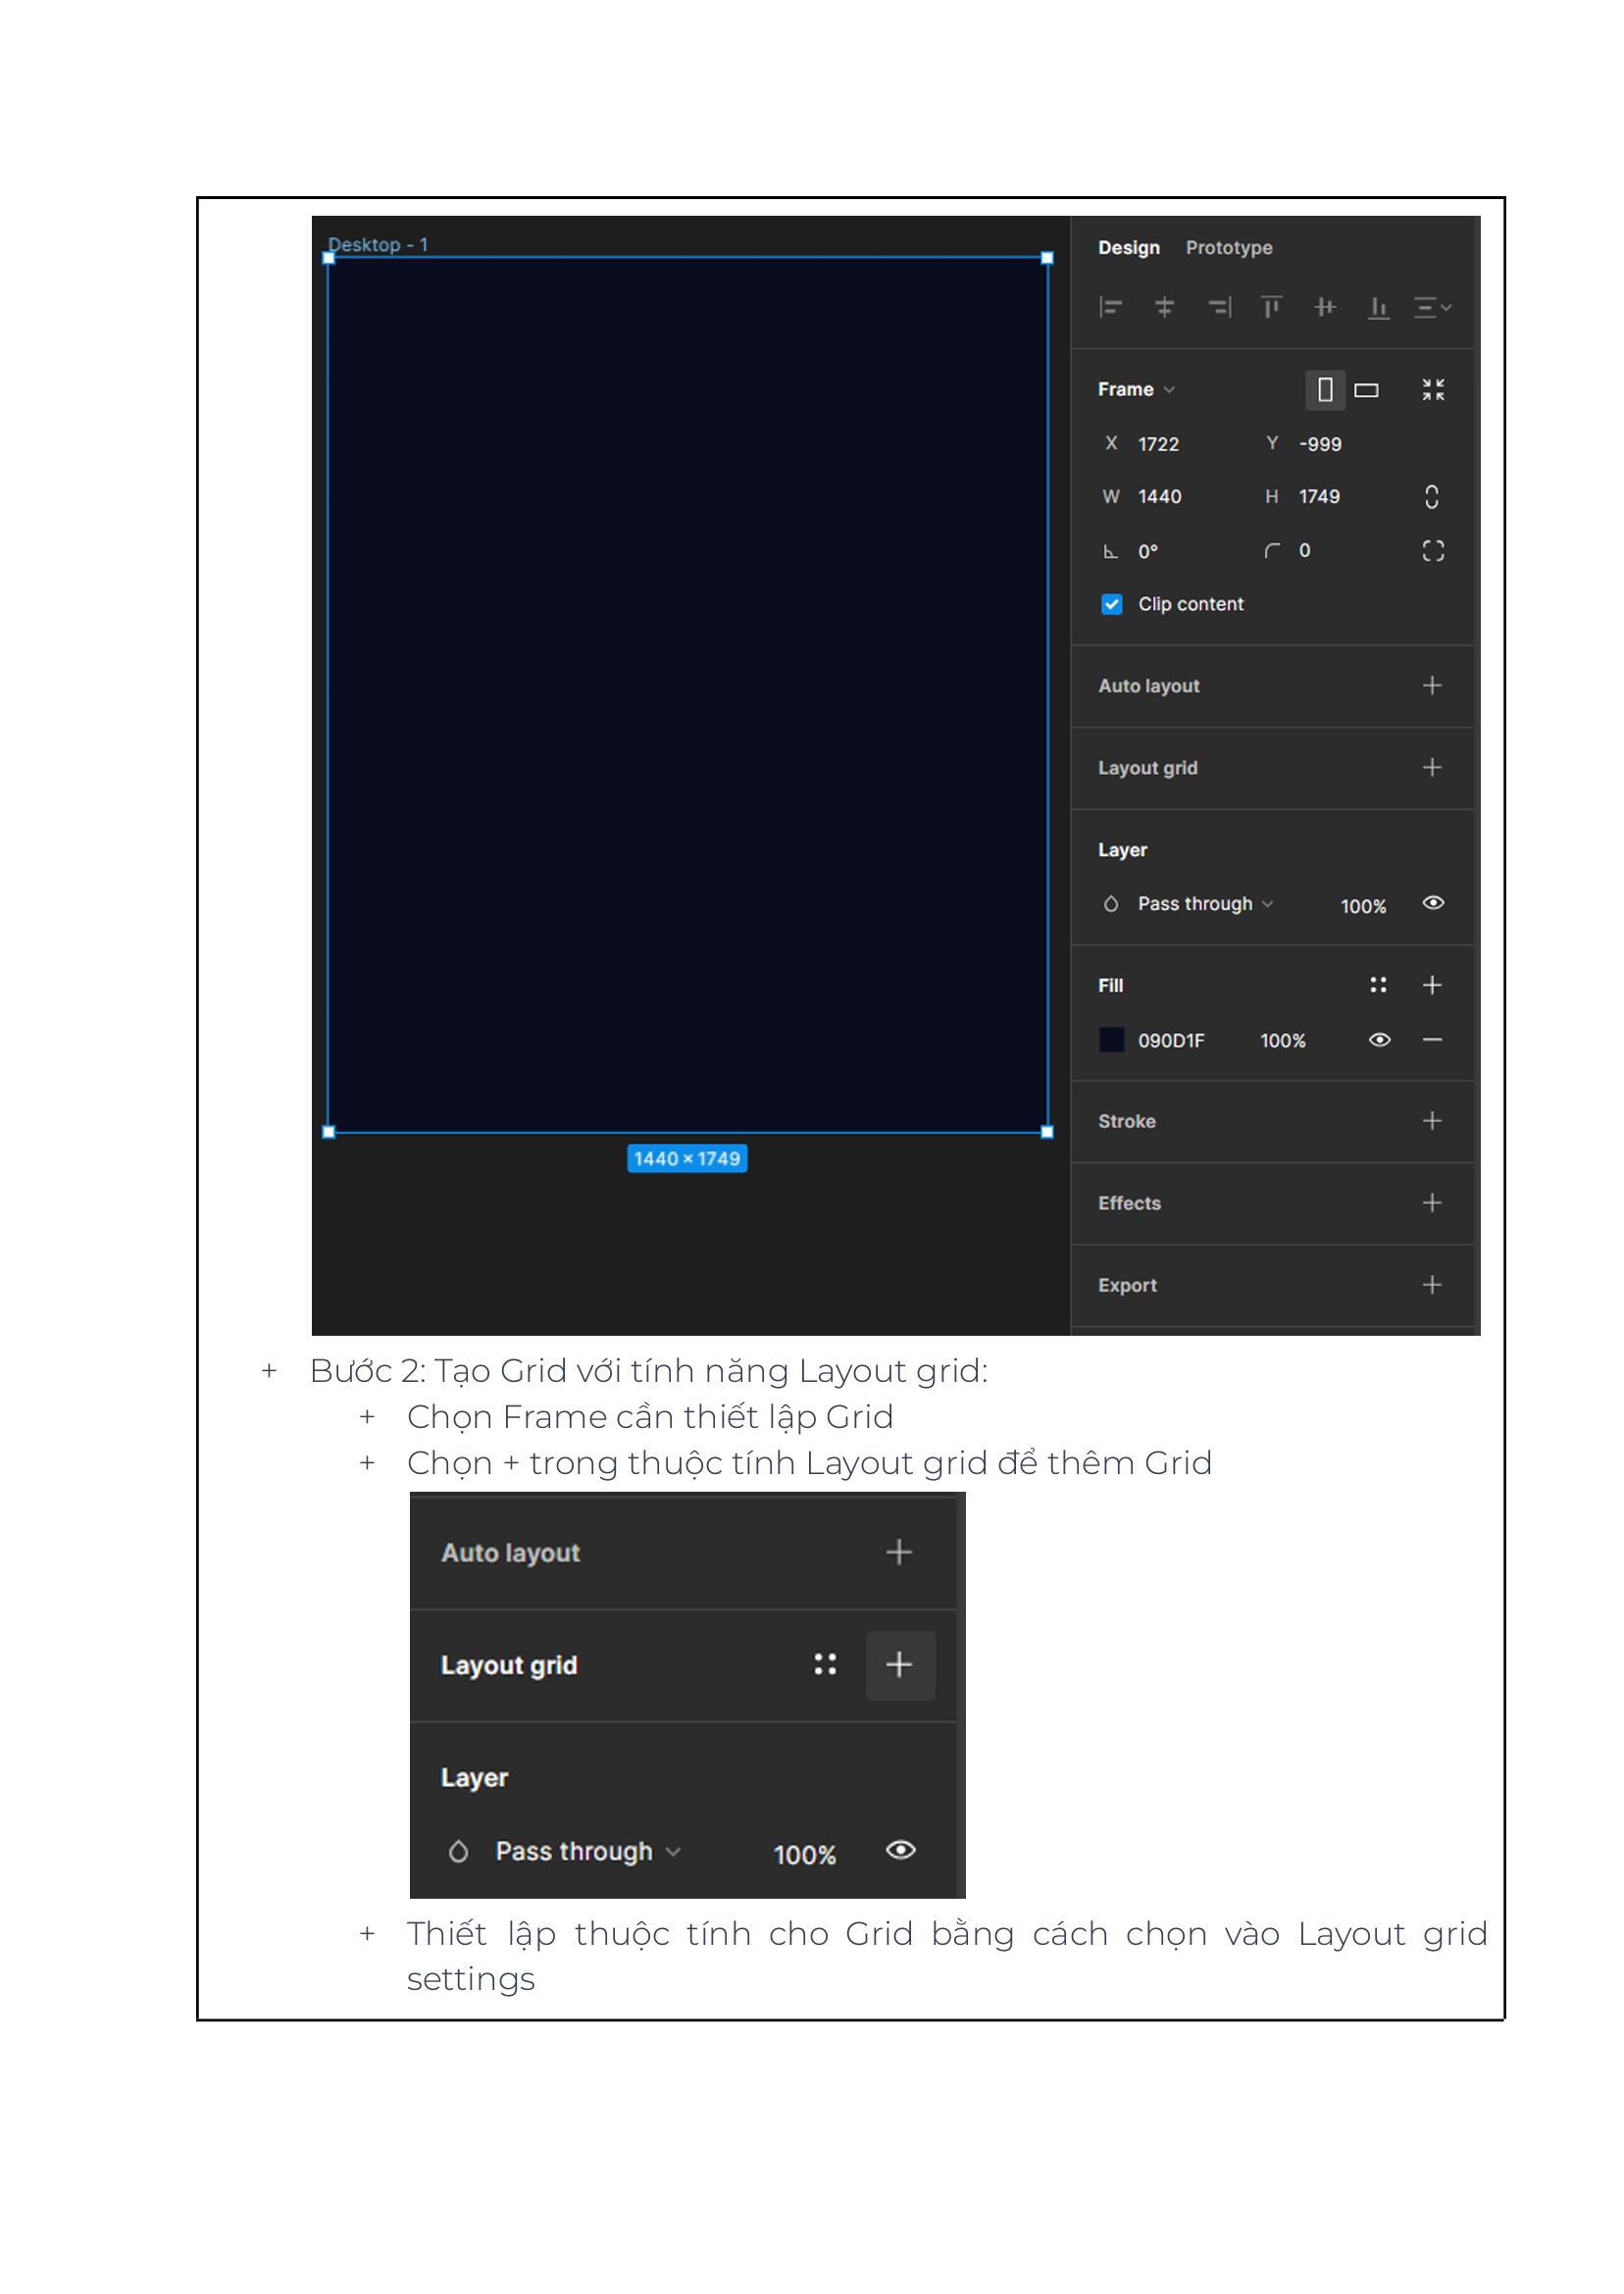 Desktop - 1
Design Prototype
Frame
X 1722 Y -999
W 1440 H 1749
0° 0
Clip content
Auto layout
Layout grid
Layer
Pass through 100%
Fill
090D1F 100%
1440 × 1749
Stroke
Effects
Export
+ Bước 2: Tạo Grid với tính năng Layout grid:
+ Chọn Frame cần thiết lập Grid
+ Chọn + trong thuộc tính Layout grid để thêm Grid
Auto layout
Layout grid
Layer
Pass through 100%
+ Thiết lập thuộc tính cho Grid bằng cách chọn vào Layout grid
settings